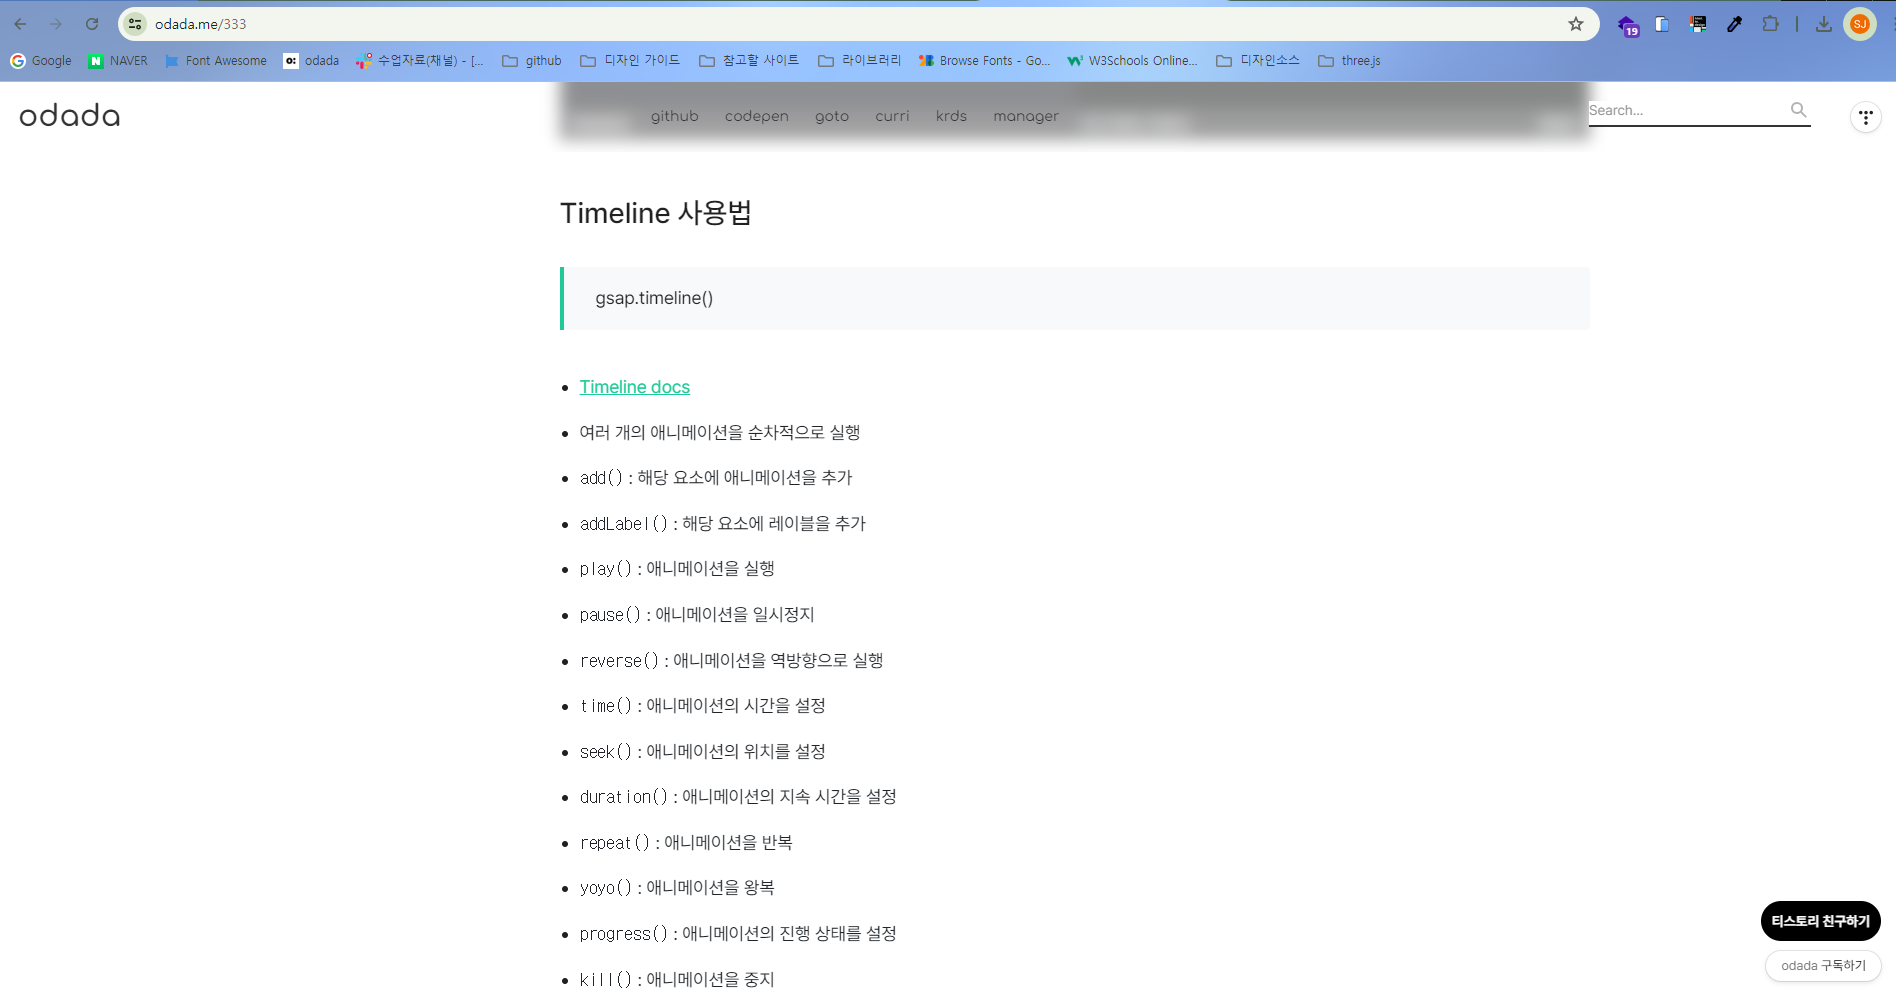 odada.me/333
19
SJ
Google
NAVER
Font Awesome
odada
수업자료(채널) - [...
github
디자인 가이드
참고할 사이트
라이브러리
Browse Fonts - Go...
W3Schools Online...
디자인소스
three.js
odada
github
codepen
goto
curri
krds
manager
Search...
Timeline 사용법
gsap.timeline()
Timeline docs
여러 개의 애니메이션을 순차적으로 실행
add() : 해당 요소에 애니메이션을 추가
addLabel() : 해당 요소에 레이블을 추가
play() : 애니메이션을 실행
pause() : 애니메이션을 일시정지
reverse() : 애니메이션을 역방향으로 실행
time() : 애니메이션의 시간을 설정
seek() : 애니메이션의 위치를 설정
duration() : 애니메이션의 지속 시간을 설정
repeat() : 애니메이션을 반복
yoyo() : 애니메이션을 왕복
progress() : 애니메이션의 진행 상태를 설정
kill() : 애니메이션을 중지
티스토리 친구하기
odada 구독하기